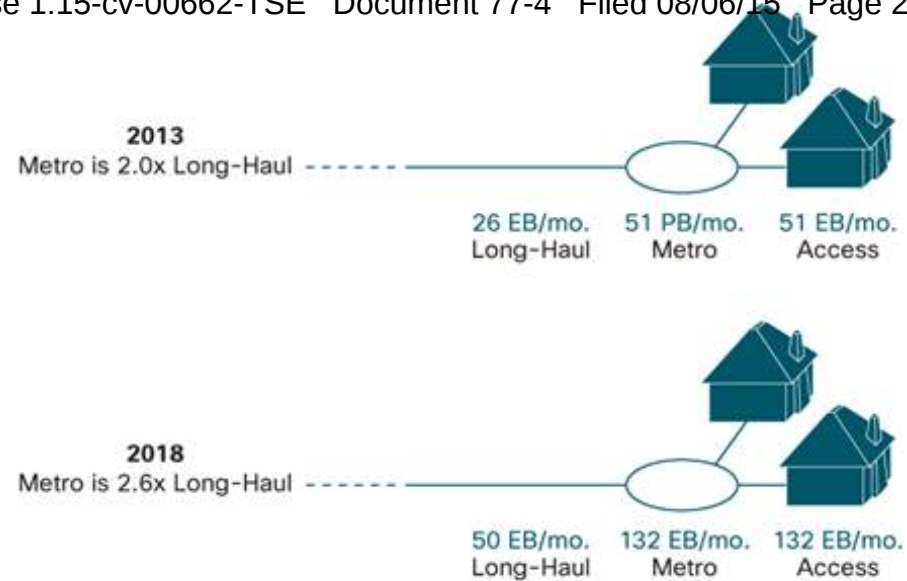 se 1:15-cv-00662-TSE Document 77-4 Filed 08/06/15 Page 2
2013
Metro is 2.0x Long-Haul
26 EB/mo. 51 PB/mo. 51 EB/mo.
Long-Haul Metro Access
2018
Metro is 2.6x Long-Haul
50 EB/mo. 132 EB/mo. 132 EB/mo.
Long-Haul Metro Access